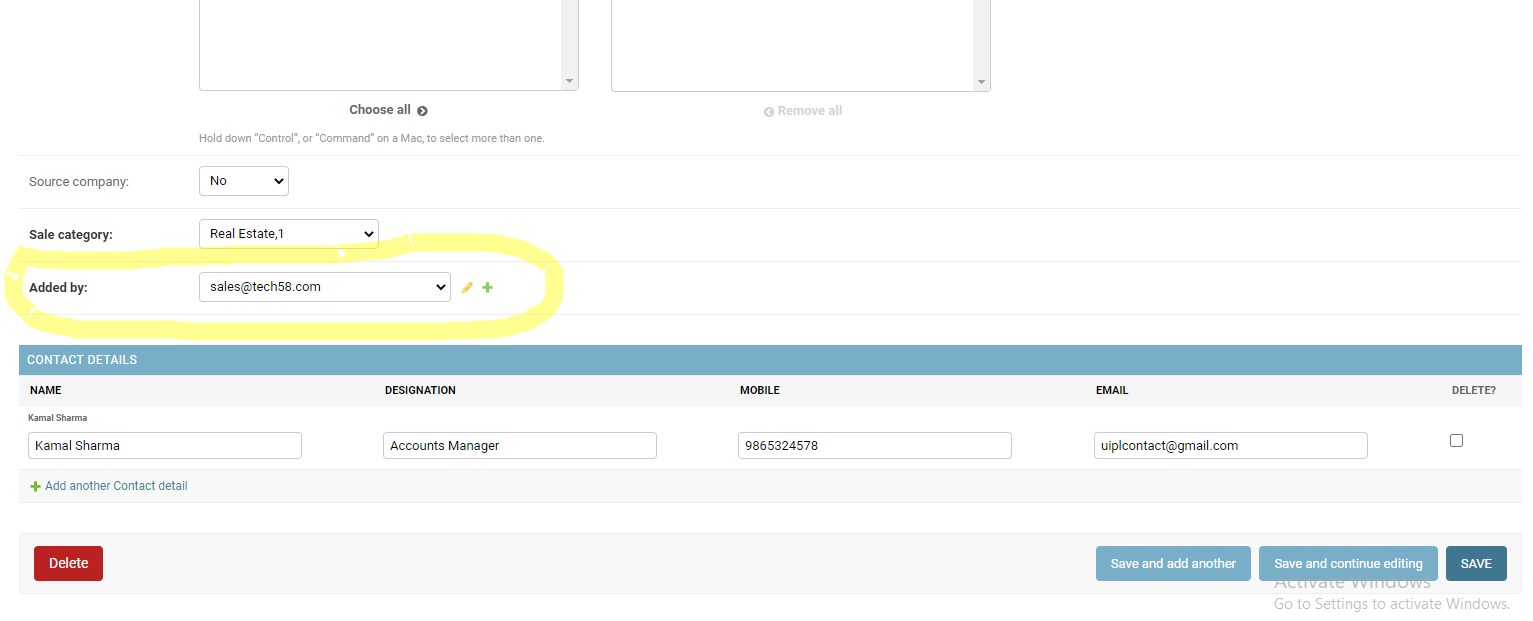 Choose all
Remove all
Hold down “Control”, or “Command” on a Mac, to select more than one.
Source company: No
Sale category: Real Estate,1
Added by: sales@tech58.com
CONTACT DETAILS
NAME DESIGNATION MOBILE EMAIL DELETE?
Kamal Sharma
Kamal Sharma Accounts Manager 9865324578 uiplcontact@gmail.com
Add another Contact detail
Delete Save and add another Save and continue editing SAVE
Activate Windows
Go to Settings to activate Windows.